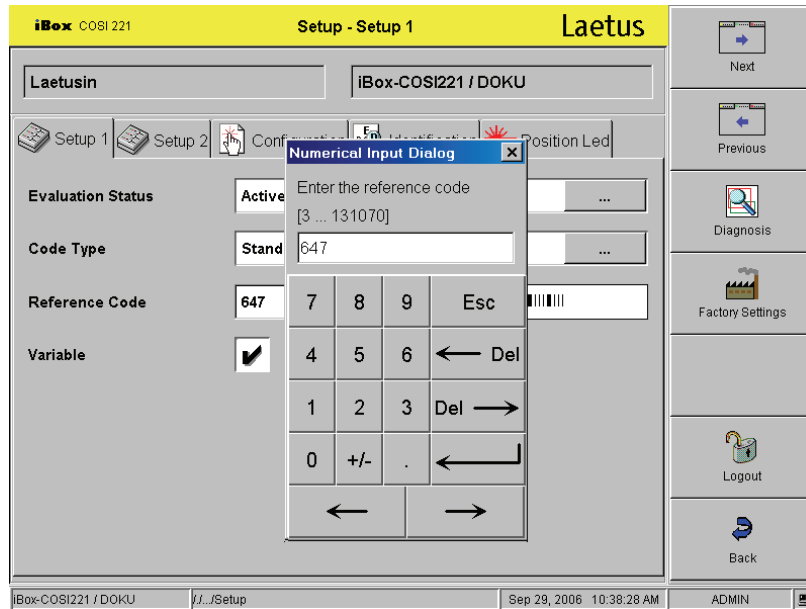 iBox COSI 221
Setup - Setup 1
Laetus
Laetusin
iBox-COSI221 / DOKU
Setup 1
Setup 2
Position Led
Evaluation Status
Active
...
Code Type
Stand
...
Reference Code
647
Variable
Numerical Input Dialog
Enter the reference code
[3 ... 131070]
647
7 8 9 Esc
4 5 6 Del
1 2 3 Del
0 +/- .
Next
Previous
Diagnosis
Factory Settings
Logout
Back
iBox-COSI221 / DOKU
/./.../Setup
Sep 29, 2006 10:38:28 AM
ADMIN